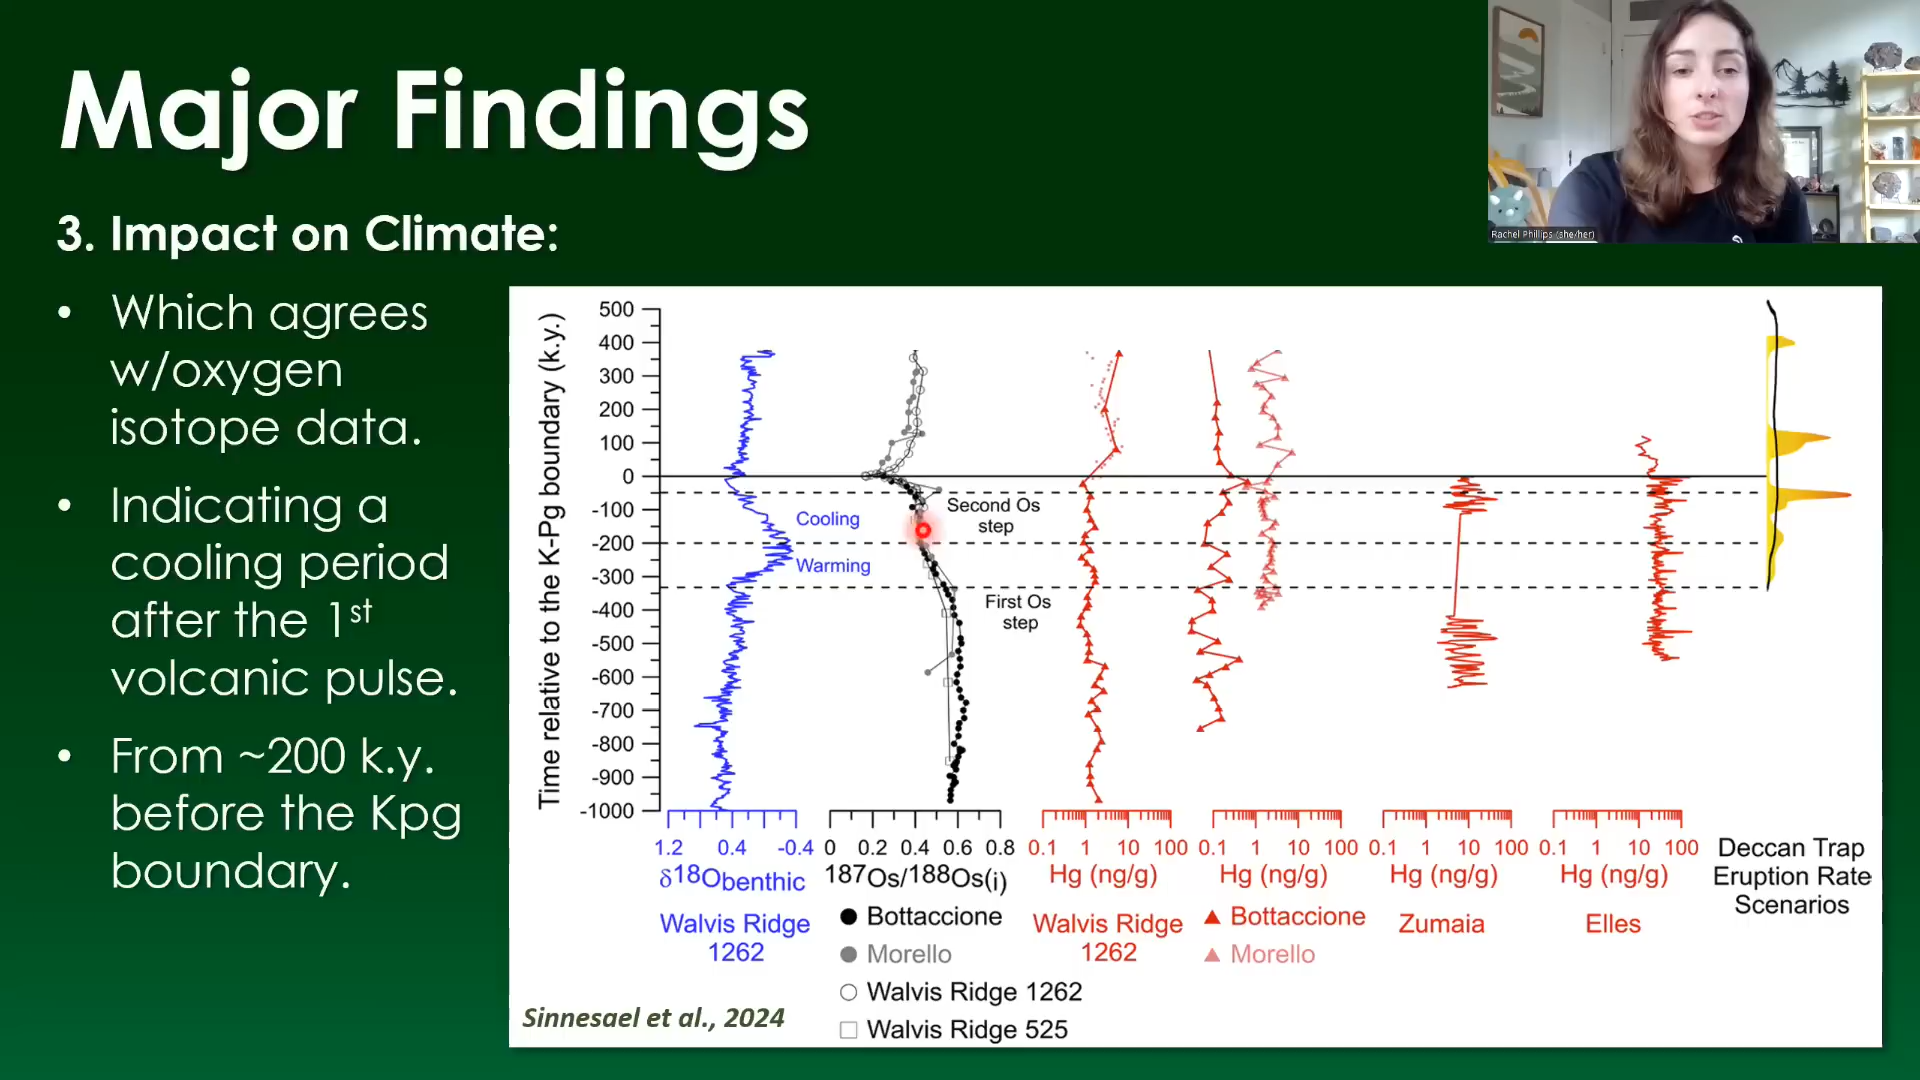 Major Findings
Rachel Phillips (she/her)
3. Impact on Climate:
• Which agrees
w/oxygen
isotope data.
• Indicating a
cooling period
after the 1st
volcanic pulse.
• From ~200 k.y.
before the Kpg
boundary.
Time relative to the K-Pg boundary (k.y.)
500
400
300
200
100
0
-100
-200
-300
-400
-500
-600
-700
-800
-900
-1000
Cooling
Warming
Second Os
step
First Os
step
1.2 0.4 -0.4
δ18Obenthic
Walvis Ridge
1262
0 0.2 0.4 0.6 0.8
187Os/188Os(i)
Bottaccione
Morello
Walvis Ridge 1262
Walvis Ridge 525
0.1 1 10 100
Hg (ng/g)
Walvis Ridge
1262
0.1 1 10 100
Hg (ng/g)
Bottaccione
Morello
0.1 1 10 100
Hg (ng/g)
Zumaia
0.1 1 10 100
Hg (ng/g)
Elles
Deccan Trap
Eruption Rate
Scenarios
Sinnesael et al., 2024